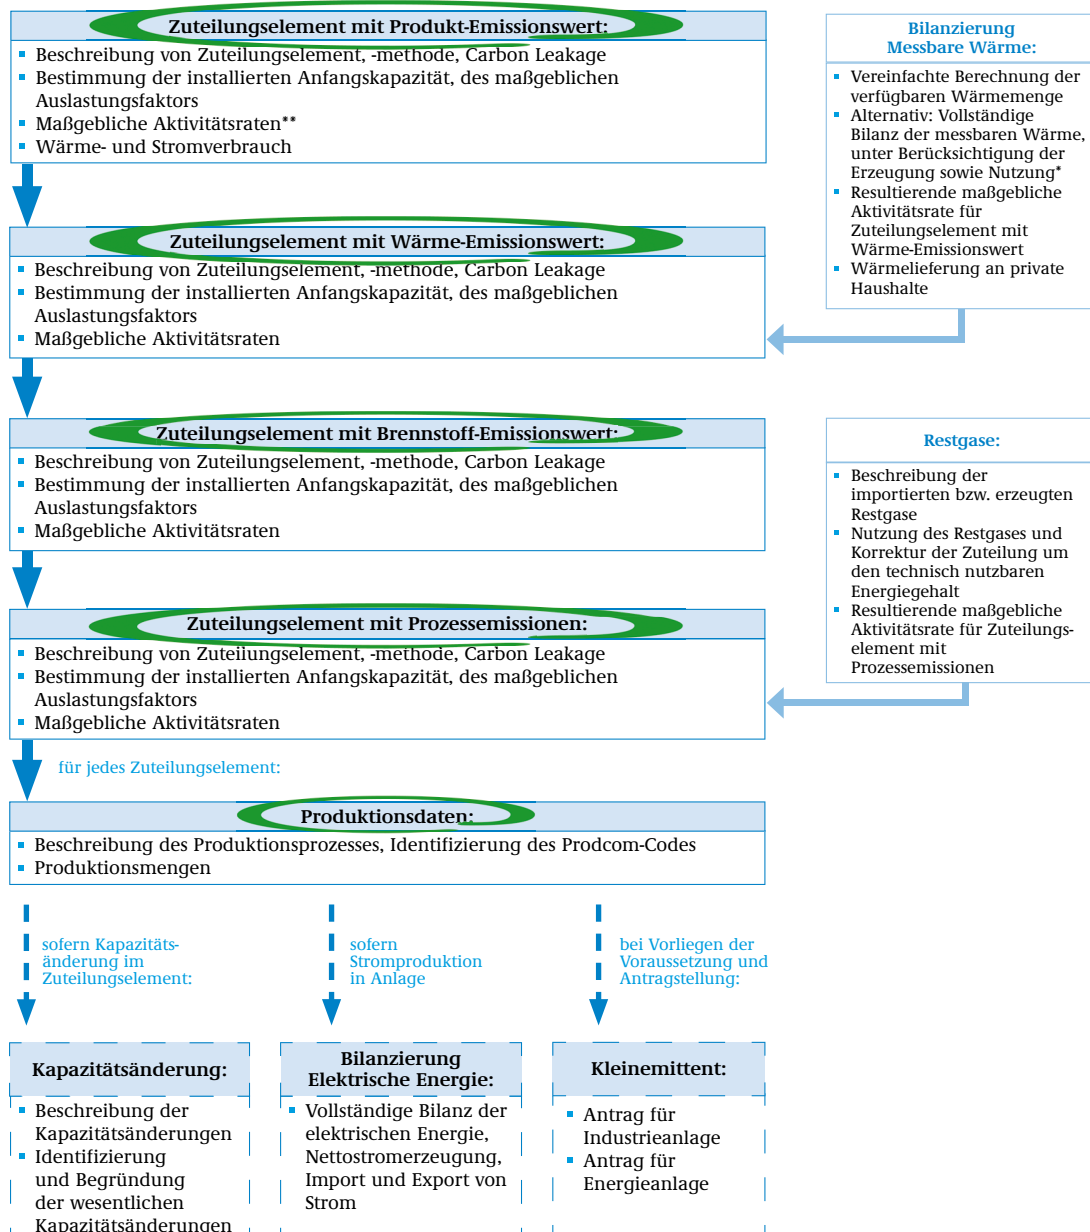 Zuteilungselement mit Produkt-Emissionswert:
Beschreibung von Zuteilungselement, -methode, Carbon Leakage
Bestimmung der installierten Anfangskapazität, des maßgeblichen
Auslastungsfaktors
Maßgebliche Aktivitätsraten**
Wärme- und Stromverbrauch
Bilanzierung
Messbare Wärme:
Vereinfachte Berechnung der
verfügbaren Wärmemenge
Alternativ: Vollständige
Bilanz der messbaren Wärme,
unter Berücksichtigung der
Erzeugung sowie Nutzung*
Resultierende maßgebliche
Aktivitätsrate für
Zuteilungselement mit
Wärme-Emissionswert
Wärmelieferung an private
Haushalte
Zuteilungselement mit Wärme-Emissionswert:
Beschreibung von Zuteilungselement, -methode, Carbon Leakage
Bestimmung der installierten Anfangskapazität, des maßgeblichen
Auslastungsfaktors
Maßgebliche Aktivitätsraten
Zuteilungselement mit Brennstoff-Emissionswert:
Beschreibung von Zuteilungselement, -methode, Carbon Leakage
Bestimmung der installierten Anfangskapazität, des maßgeblichen
Auslastungsfaktors
Maßgebliche Aktivitätsraten
Restgase:
Beschreibung der
importierten bzw. erzeugten
Restgase
Nutzung des Restgases und
Korrektur der Zuteilung um
den technisch nutzbaren
Energiegehalt
Resultierende maßgebliche
Aktivitätsrate für Zuteilungs-
element mit
Prozessemissionen
Zuteilungselement mit Prozessemissionen:
Beschreibung von Zuteilungselement, -methode, Carbon Leakage
Bestimmung der installierten Anfangskapazität, des maßgeblichen
Auslastungsfaktors
Maßgebliche Aktivitätsraten
für jedes Zuteilungselement:
Produktionsdaten:
Beschreibung des Produktionsprozesses, Identifizierung des Prodcom-Codes
Produktionsmengen
sofern Kapazitäts-
änderung im
Zuteilungselement:
sofern
Stromproduktion
in Anlage
bei Vorliegen der
Voraussetzung und
Antragstellung:
Kapazitätsänderung:
Beschreibung der
Kapazitätsänderungen
Identifizierung
und Begründung
der wesentlichen
Kapazitätsänderungen
Bilanzierung
Elektrische Energie:
Vollständige Bilanz der
elektrischen Energie,
Nettostromerzeugung,
Import und Export von
Strom
Kleinemittent:
Antrag für
Industrieanlage
Antrag für
Energieanlage